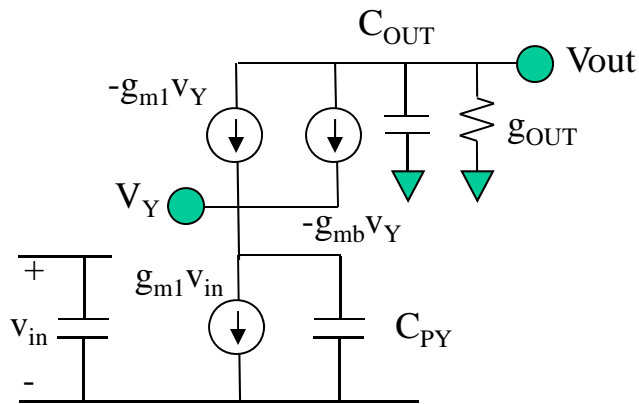 C_OUT
Vout
-g_m1v_Y
g_OUT
V_Y
-g_mbv_Y
+
g_m1v_in
v_in
C_PY
-